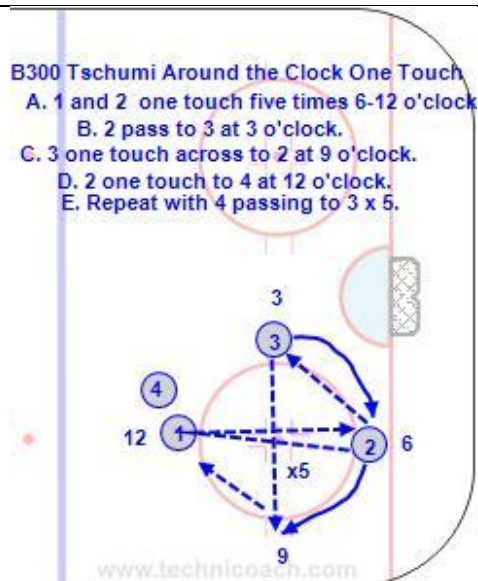 B300 Tschumi Around the Clock One Touch
A. 1 and 2 one touch five times 6-12 o'clock
B. 2 pass to 3 at 3 o'clock.
C. 3 one touch across to 2 at 9 o'clock.
D. 2 one touch to 4 at 12 o'clock.
E. Repeat with 4 passing to 3 x 5.
3
3
4
12
1
2
6
x5
9
www.technicoach.com